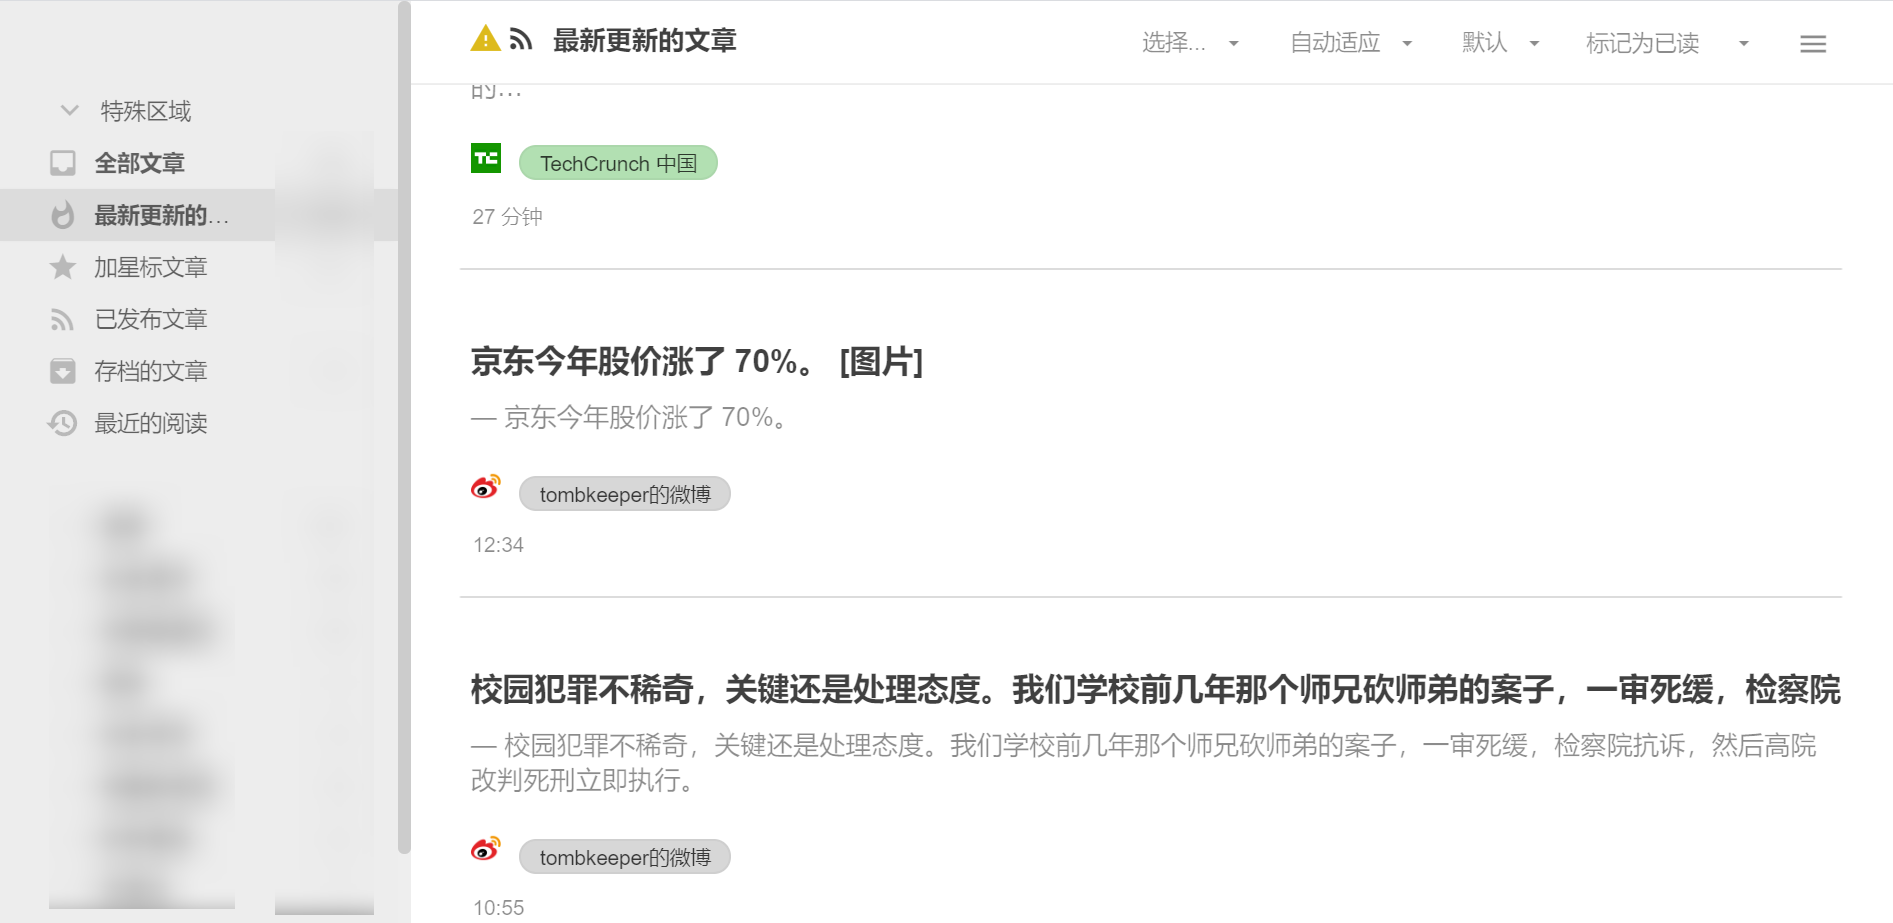 最新更新的文章
选择...
自动适应
默认
标记为已读
特殊区域
全部文章
最新更新的...
加星标文章
已发布文章
存档的文章
最近的阅读
的...
TC
TechCrunch 中国
27 分钟
京东今年股价涨了 70%。 [图片]
— 京东今年股价涨了 70%。
tombkeeper的微博
12:34
校园犯罪不稀奇，关键还是处理态度。我们学校前几年那个师兄砍师弟的案子，一审死缓，检察院
— 校园犯罪不稀奇，关键还是处理态度。我们学校前几年那个师兄砍师弟的案子，一审死缓，检察院抗诉，然后高院
改判死刑立即执行。
tombkeeper的微博
10:55